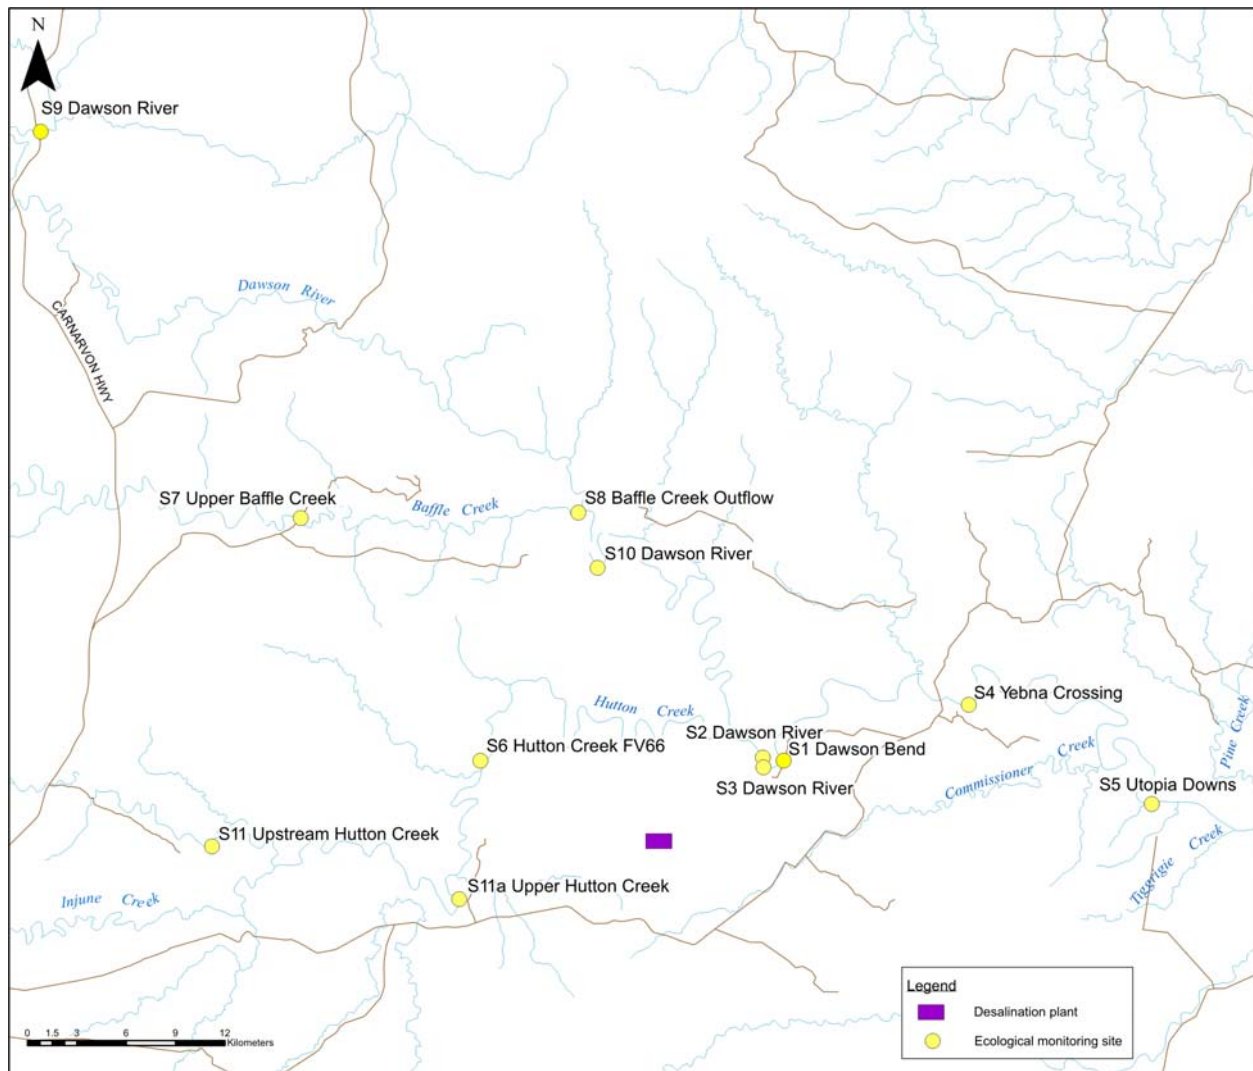 N
S9 Dawson River
Dawson River
CARNARVON HWY
S7 Upper Baffle Creek
Baffle Creek
S8 Baffle Creek Outflow
S10 Dawson River
Hutton Creek
S4 Yebna Crossing
S2 Dawson River
S6 Hutton Creek FV66
S1 Dawson Bend
Commissioner Creek
Pine Creek
S3 Dawson River
S5 Utopia Downs
S11 Upstream Hutton Creek
Tiggrigie Creek
S11a Upper Hutton Creek
Injune Creek
Legend
Desalination plant
Ecological monitoring site
0 1.5 3 6 9 12
Kilometers